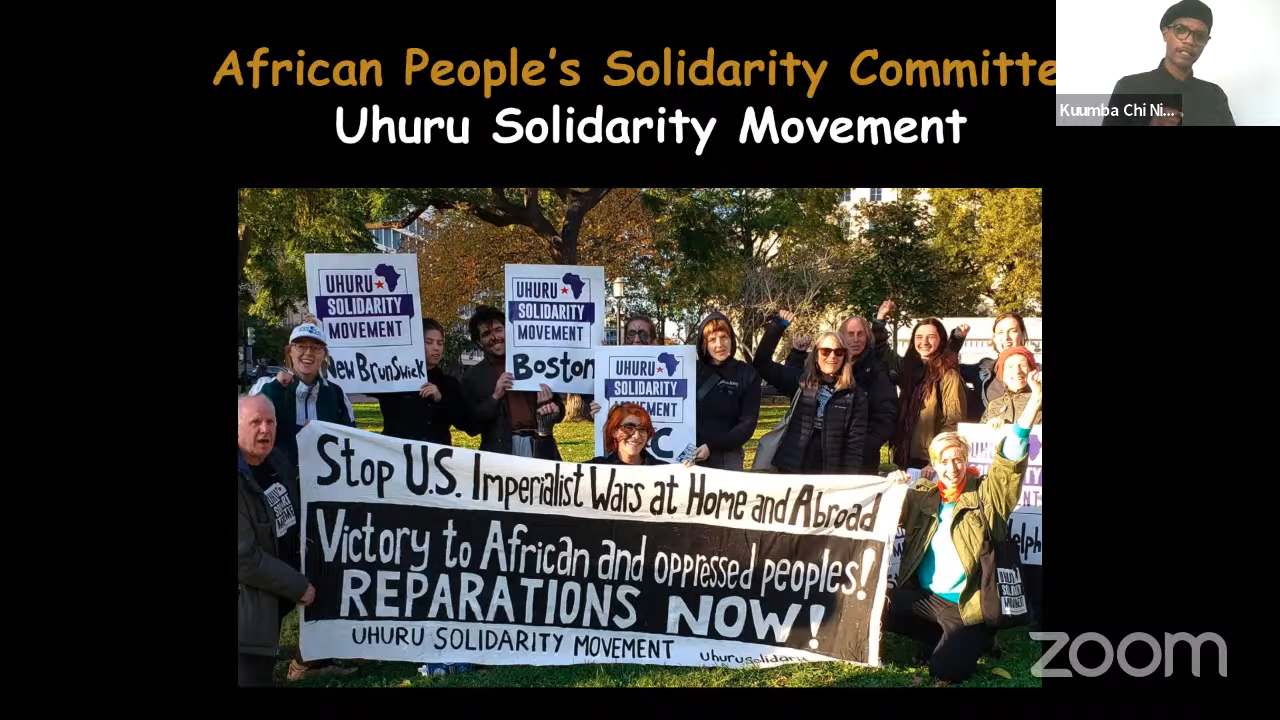 African People's Solidarity Committe
Uhuru Solidarity Movement
Kuumba Chi Ni...
UHURU
SOLIDARITY
MOVEMENT
New Brunswick
UHURU
SOLIDARITY
MOVEMENT
Boston
UHURU
SOLIDARITY
MENT
C
Stop U.S. Imperialist Wars at Home and Abroad
Victory to African and oppressed peoples!
REPARATIONS NOW!
UHURU SOLIDARITY MOVEMENT
zoom